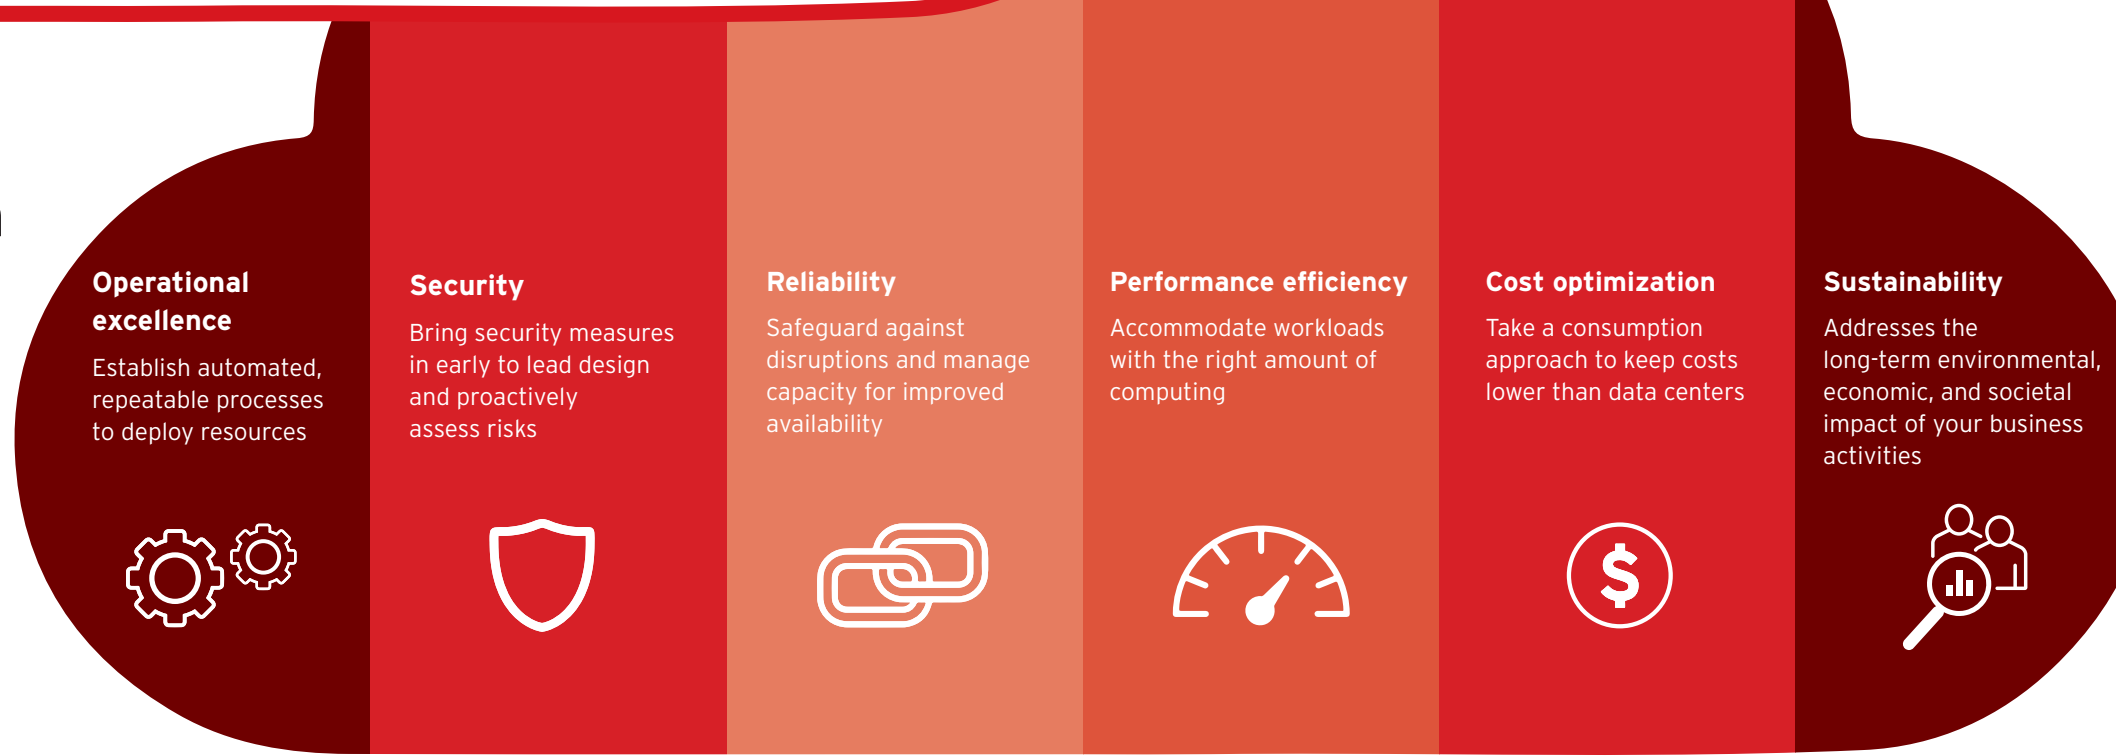 Operational
excellence
Establish automated,
repeatable processes
to deploy resources
Security
Bring security measures
in early to lead design
and proactively
assess risks
Reliability
Safeguard against
disruptions and manage
capacity for improved
availability
Performance efficiency
Accommodate workloads
with the right amount of
computing
Cost optimization
Take a consumption
approach to keep costs
lower than data centers
Sustainability
Addresses the
long-term environmental,
economic, and societal
impact of your business
activities
$